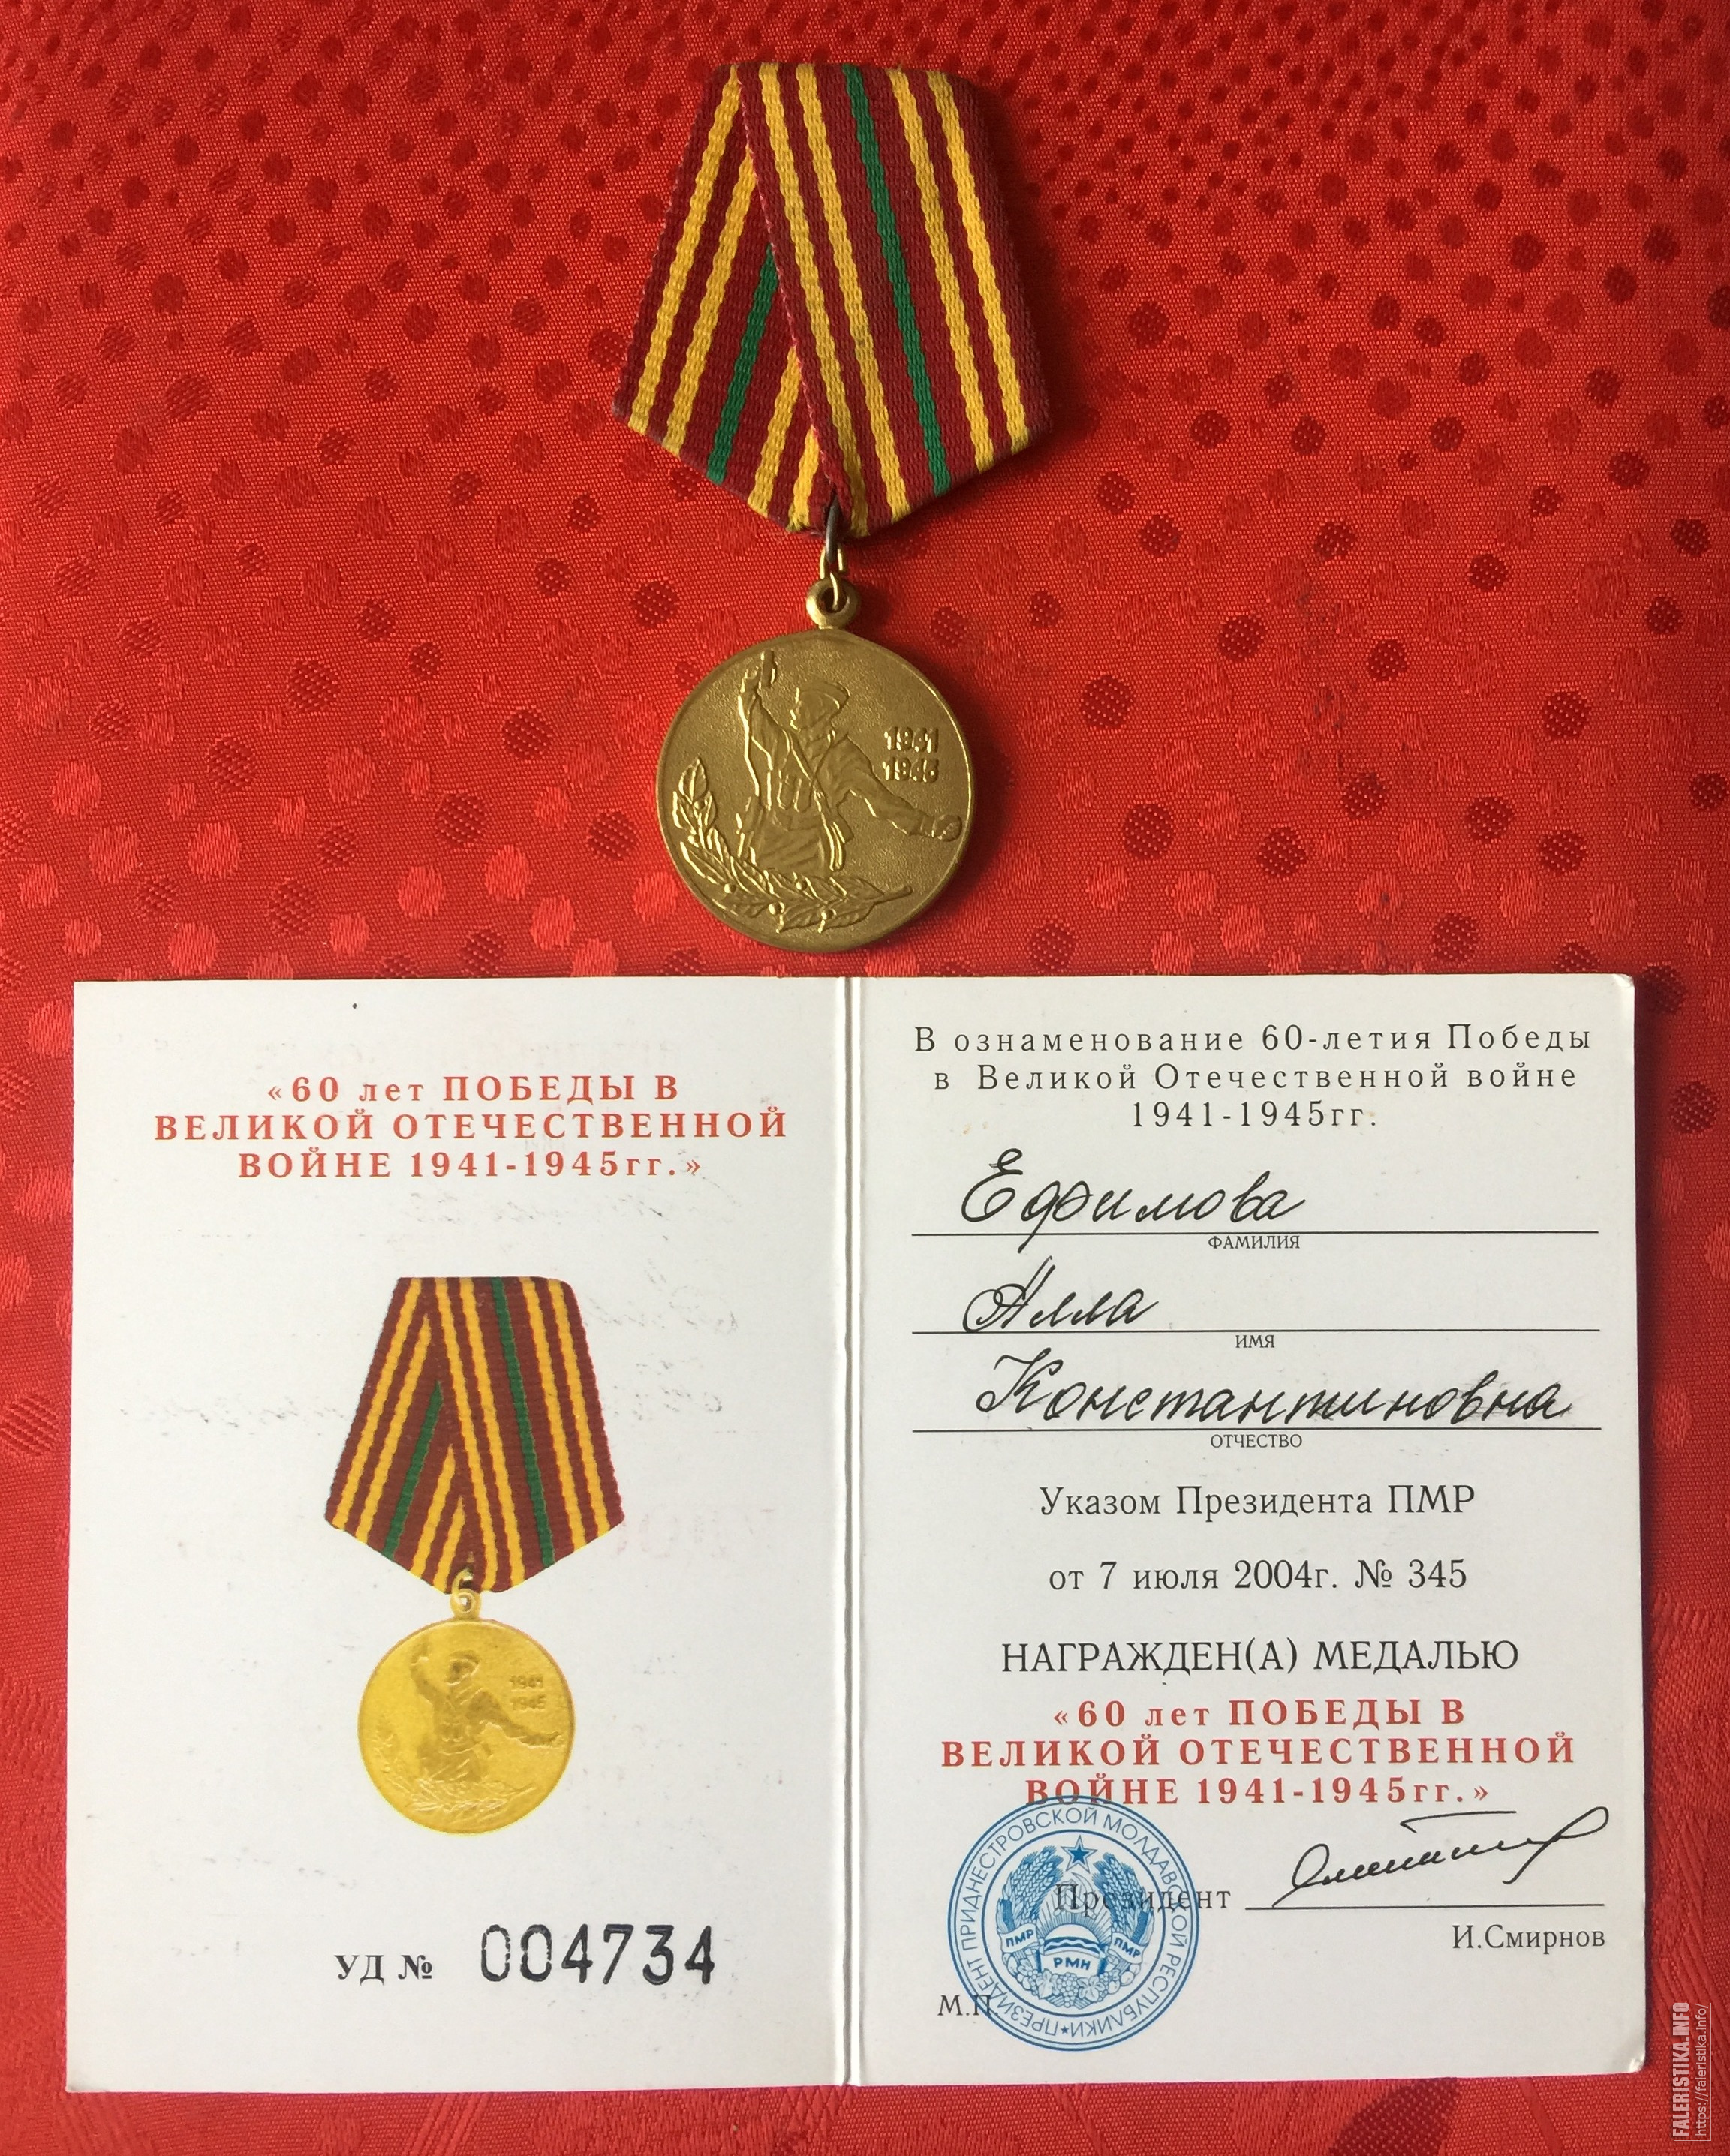 1941
1945
«60 лет ПОБЕДЫ В
ВЕЛИКОЙ ОТЕЧЕСТВЕННОЙ
ВОЙНЕ 1941-1945гг.»
1941
1945
УД № 004734
В ознаменование 60-летия Победы
в Великой Отечественной войне
1941-1945гг.
Ефимова
ФАМИЛИЯ
Алла
ИМЯ
Константиновна
ОТЧЕСТВО
Указом Президента ПМР
от 7 июля 2004г. № 345
НАГРАЖДЕН(А) МЕДАЛЬЮ
«60 лет ПОБЕДЫ В
ВЕЛИКОЙ ОТЕЧЕСТВЕННОЙ
ВОЙНЕ 1941-1945гг.»
Президент
И.Смирнов
М.П.
ПРЕЗИДЕНТ ПРИДНЕСТРОВСКОЙ МОЛДАВСКОЙ РЕСПУБЛИКИ
ПМР
РМН
ПМР
FALERISTIKA.INFO
https://faleristika.info/